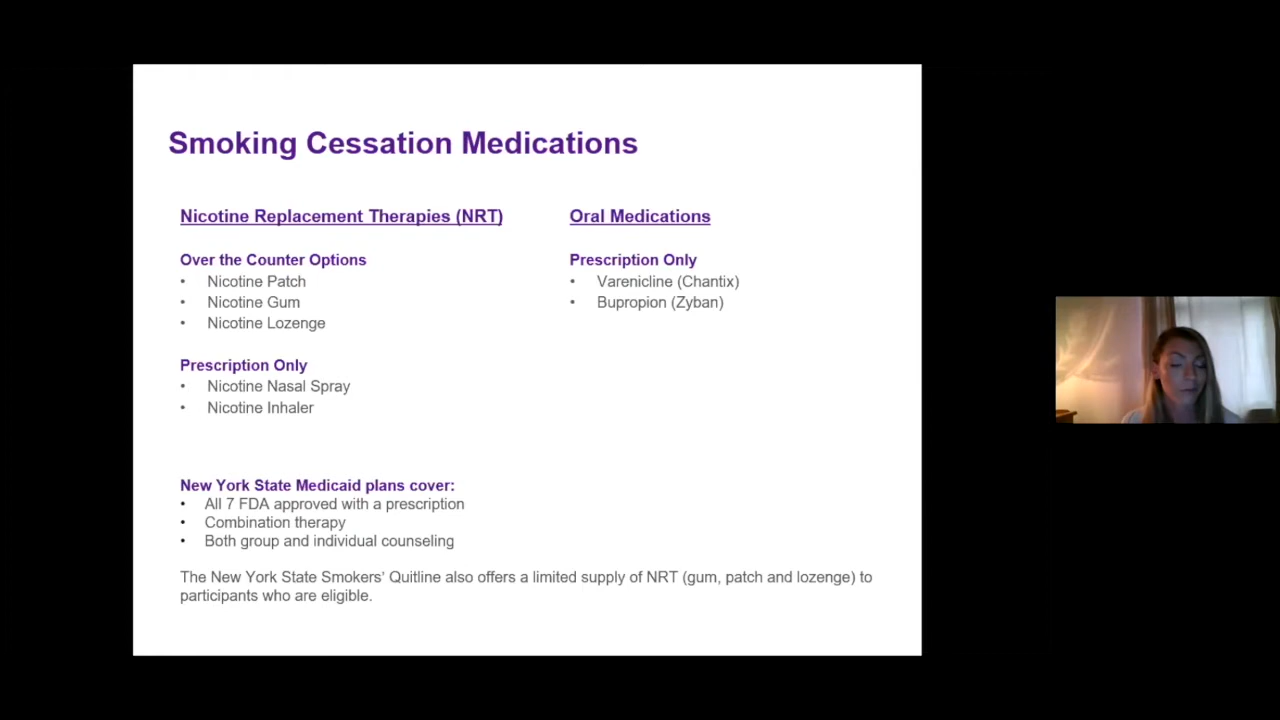 Smoking Cessation Medications
Nicotine Replacement Therapies (NRT)
Over the Counter Options
• Nicotine Patch
• Nicotine Gum
• Nicotine Lozenge
Prescription Only
• Nicotine Nasal Spray
• Nicotine Inhaler
Oral Medications
Prescription Only
• Varenicline (Chantix)
• Bupropion (Zyban)
New York State Medicaid plans cover:
• All 7 FDA approved with a prescription
• Combination therapy
• Both group and individual counseling
The New York State Smokers' Quitline also offers a limited supply of NRT (gum, patch and lozenge) to
participants who are eligible.